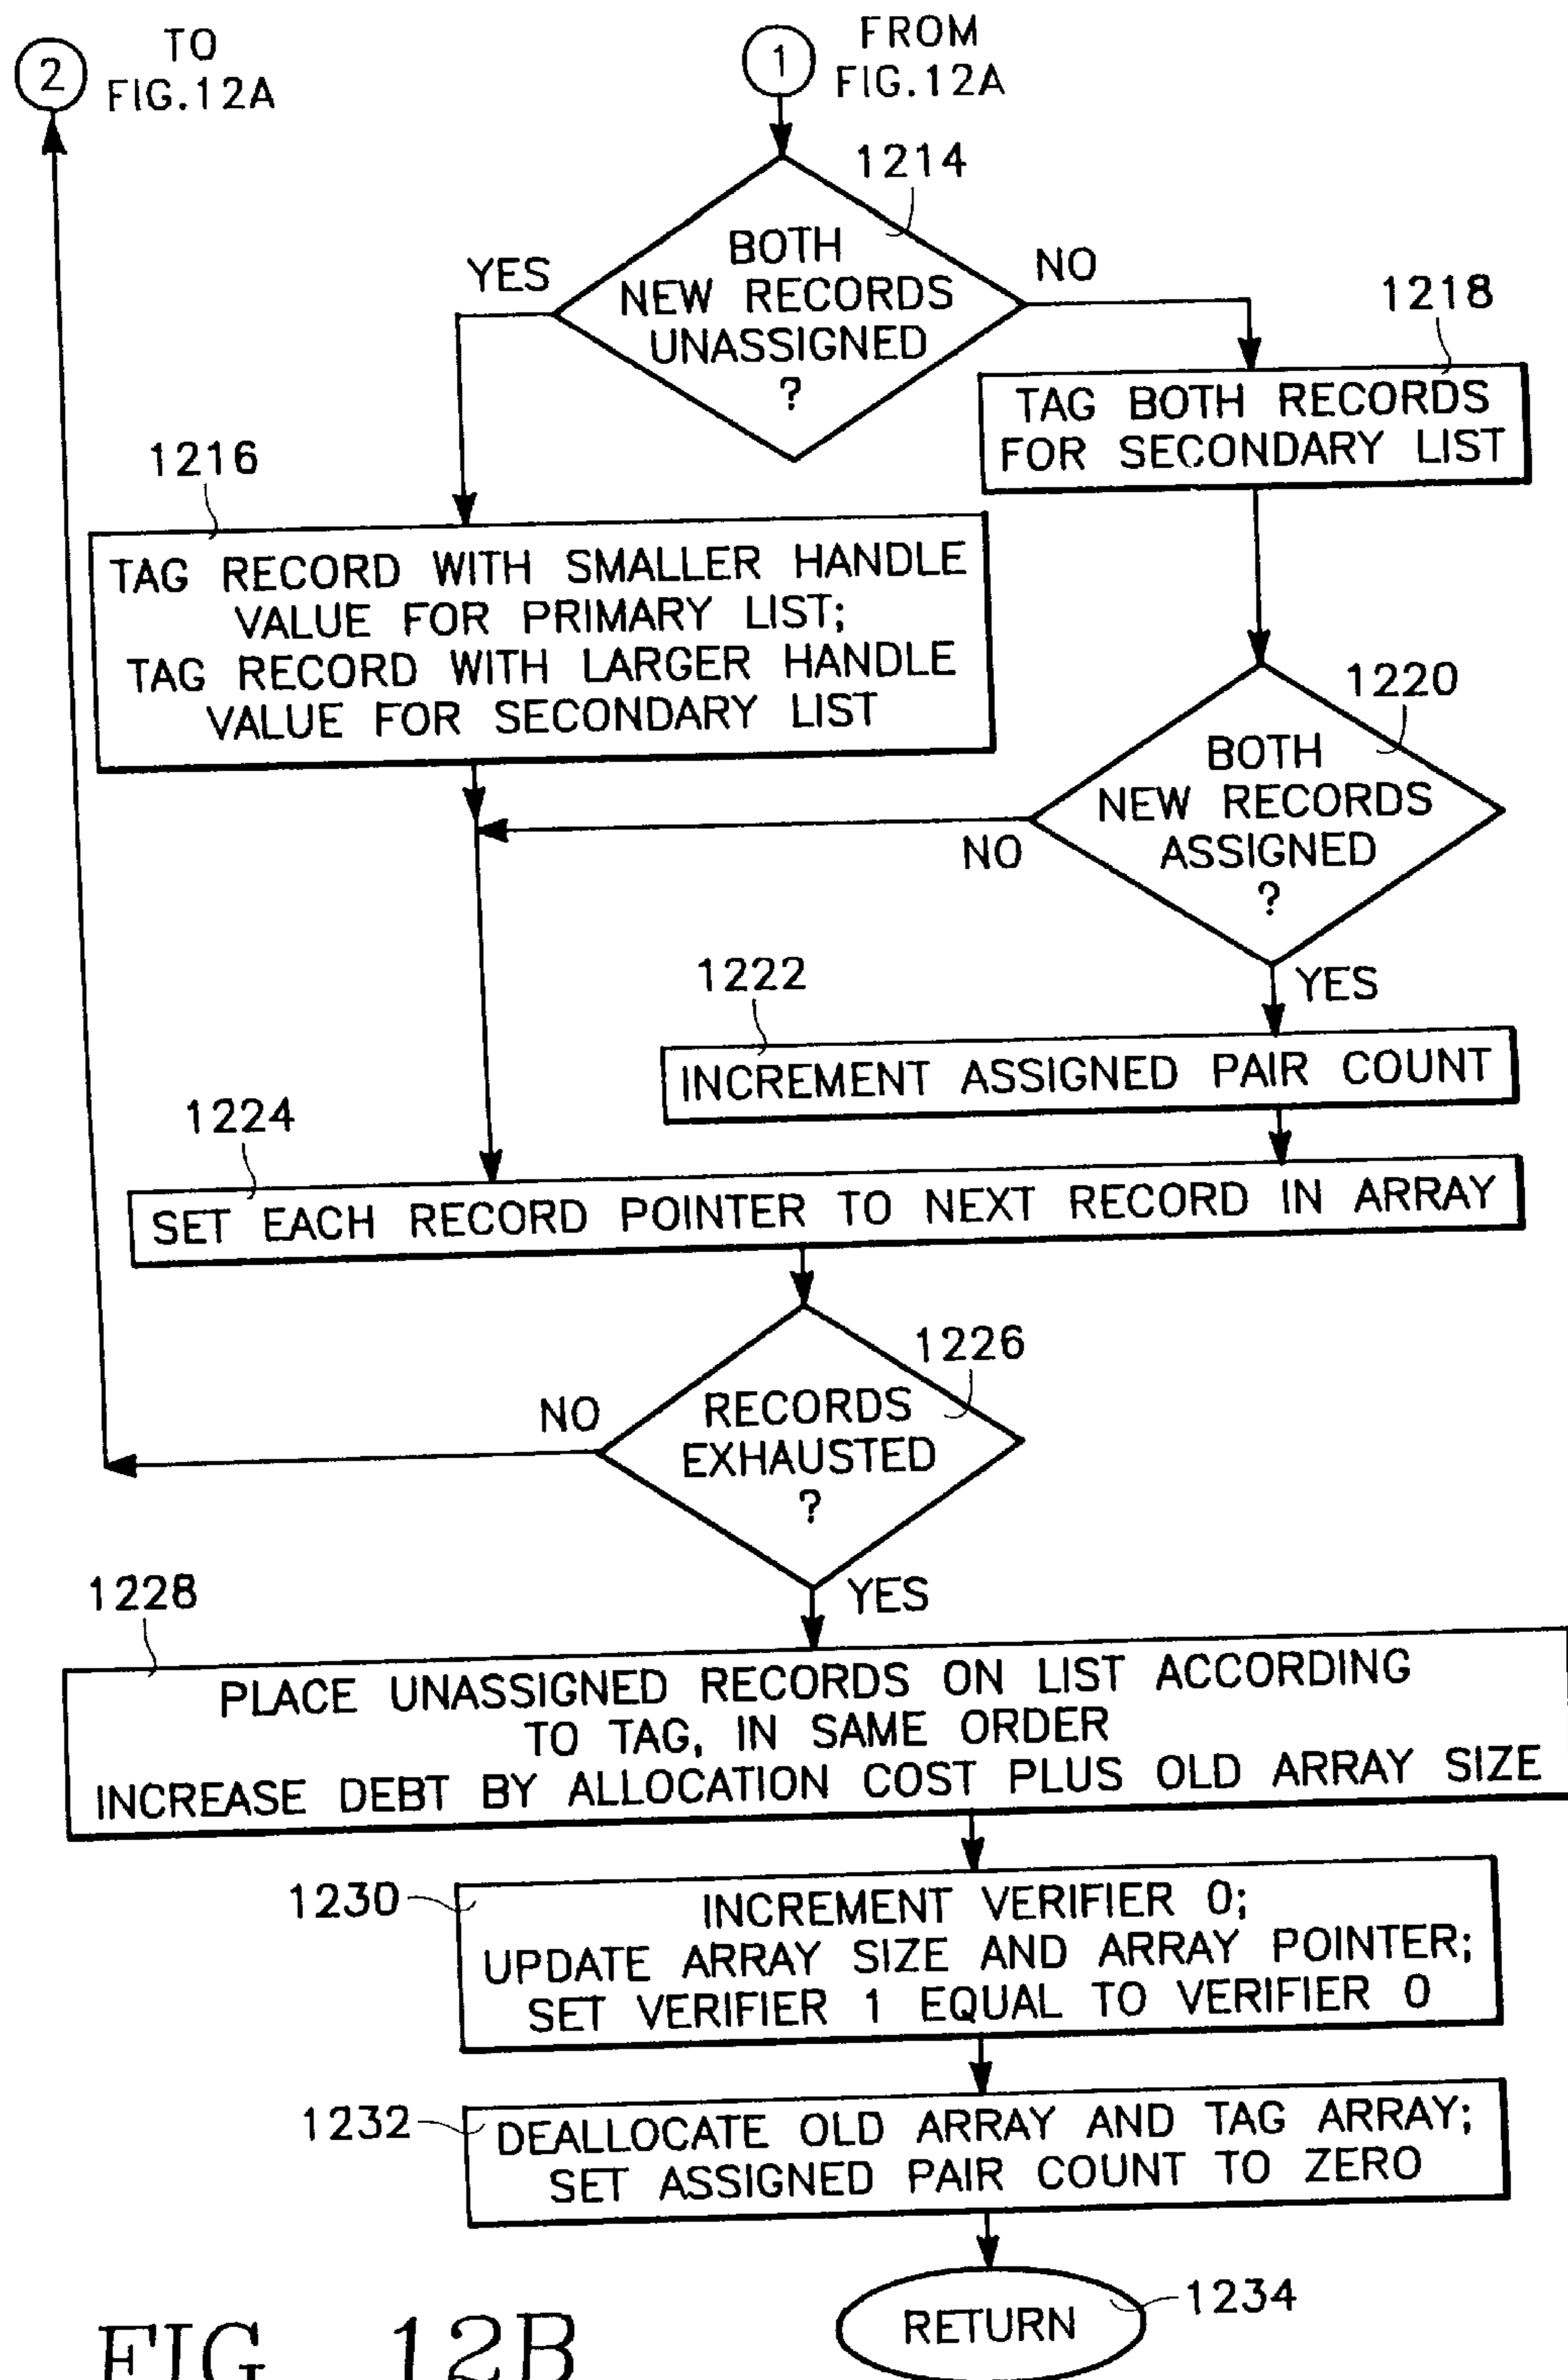 2
TO
FIG.12A
1
FROM
FIG.12A
1214
BOTH
NEW RECORDS
UNASSIGNED
?
YES
NO
1218
TAG BOTH RECORDS
FOR SECONDARY LIST
1216
TAG RECORD WITH SMALLER HANDLE
VALUE FOR PRIMARY LIST;
TAG RECORD WITH LARGER HANDLE
VALUE FOR SECONDARY LIST
1220
BOTH
NEW RECORDS
ASSIGNED
?
NO
YES
1222
INCREMENT ASSIGNED PAIR COUNT
1224
SET EACH RECORD POINTER TO NEXT RECORD IN ARRAY
1226
RECORDS
EXHAUSTED
?
NO
YES
1228
PLACE UNASSIGNED RECORDS ON LIST ACCORDING
TO TAG, IN SAME ORDER
INCREASE DEBT BY ALLOCATION COST PLUS OLD ARRAY SIZE
1230
INCREMENT VERIFIER 0;
UPDATE ARRAY SIZE AND ARRAY POINTER;
SET VERIFIER 1 EQUAL TO VERIFIER 0
1232
DEALLOCATE OLD ARRAY AND TAG ARRAY;
SET ASSIGNED PAIR COUNT TO ZERO
RETURN
1234
FIG. 12B